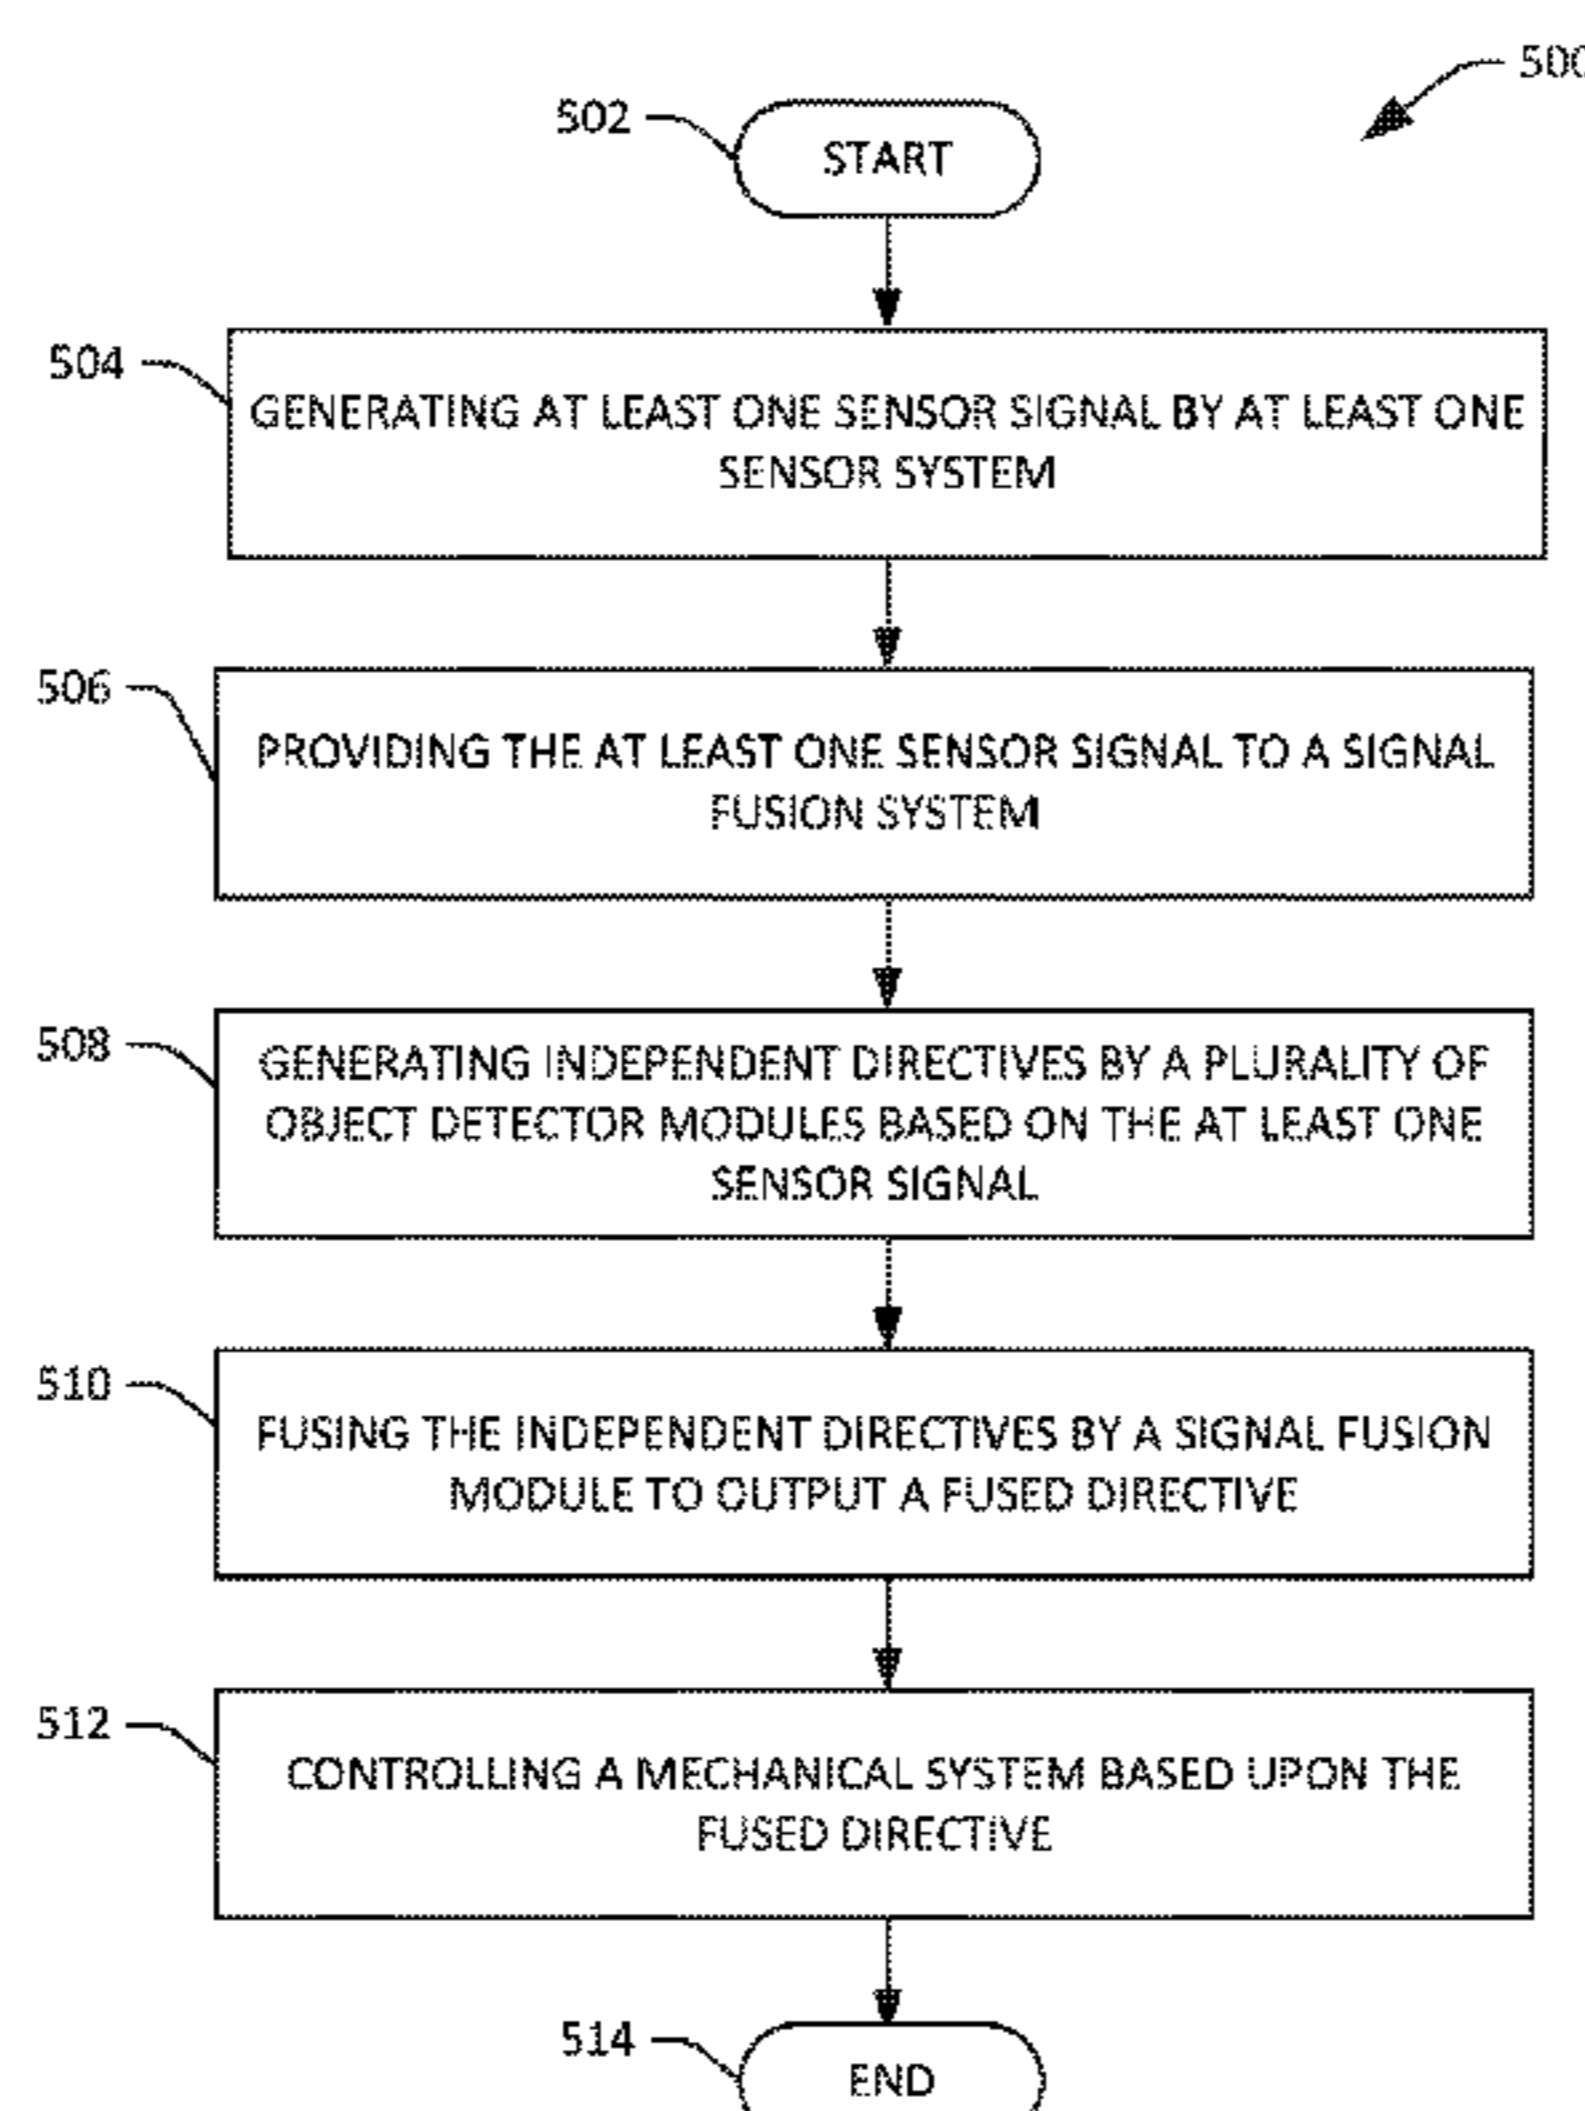 500
502
START
504
GENERATING AT LEAST ONE SENSOR SIGNAL BY AT LEAST ONE
SENSOR SYSTEM
506
PROVIDING THE AT LEAST ONE SENSOR SIGNAL TO A SIGNAL
FUSION SYSTEM
508
GENERATING INDEPENDENT DIRECTIVES BY A PLURALITY OF
OBJECT DETECTOR MODULES BASED ON THE AT LEAST ONE
SENSOR SIGNAL
510
FUSING THE INDEPENDENT DIRECTIVES BY A SIGNAL FUSION
MODULE TO OUTPUT A FUSED DIRECTIVE
512
CONTROLLING A MECHANICAL SYSTEM BASED UPON THE
FUSED DIRECTIVE
514
END